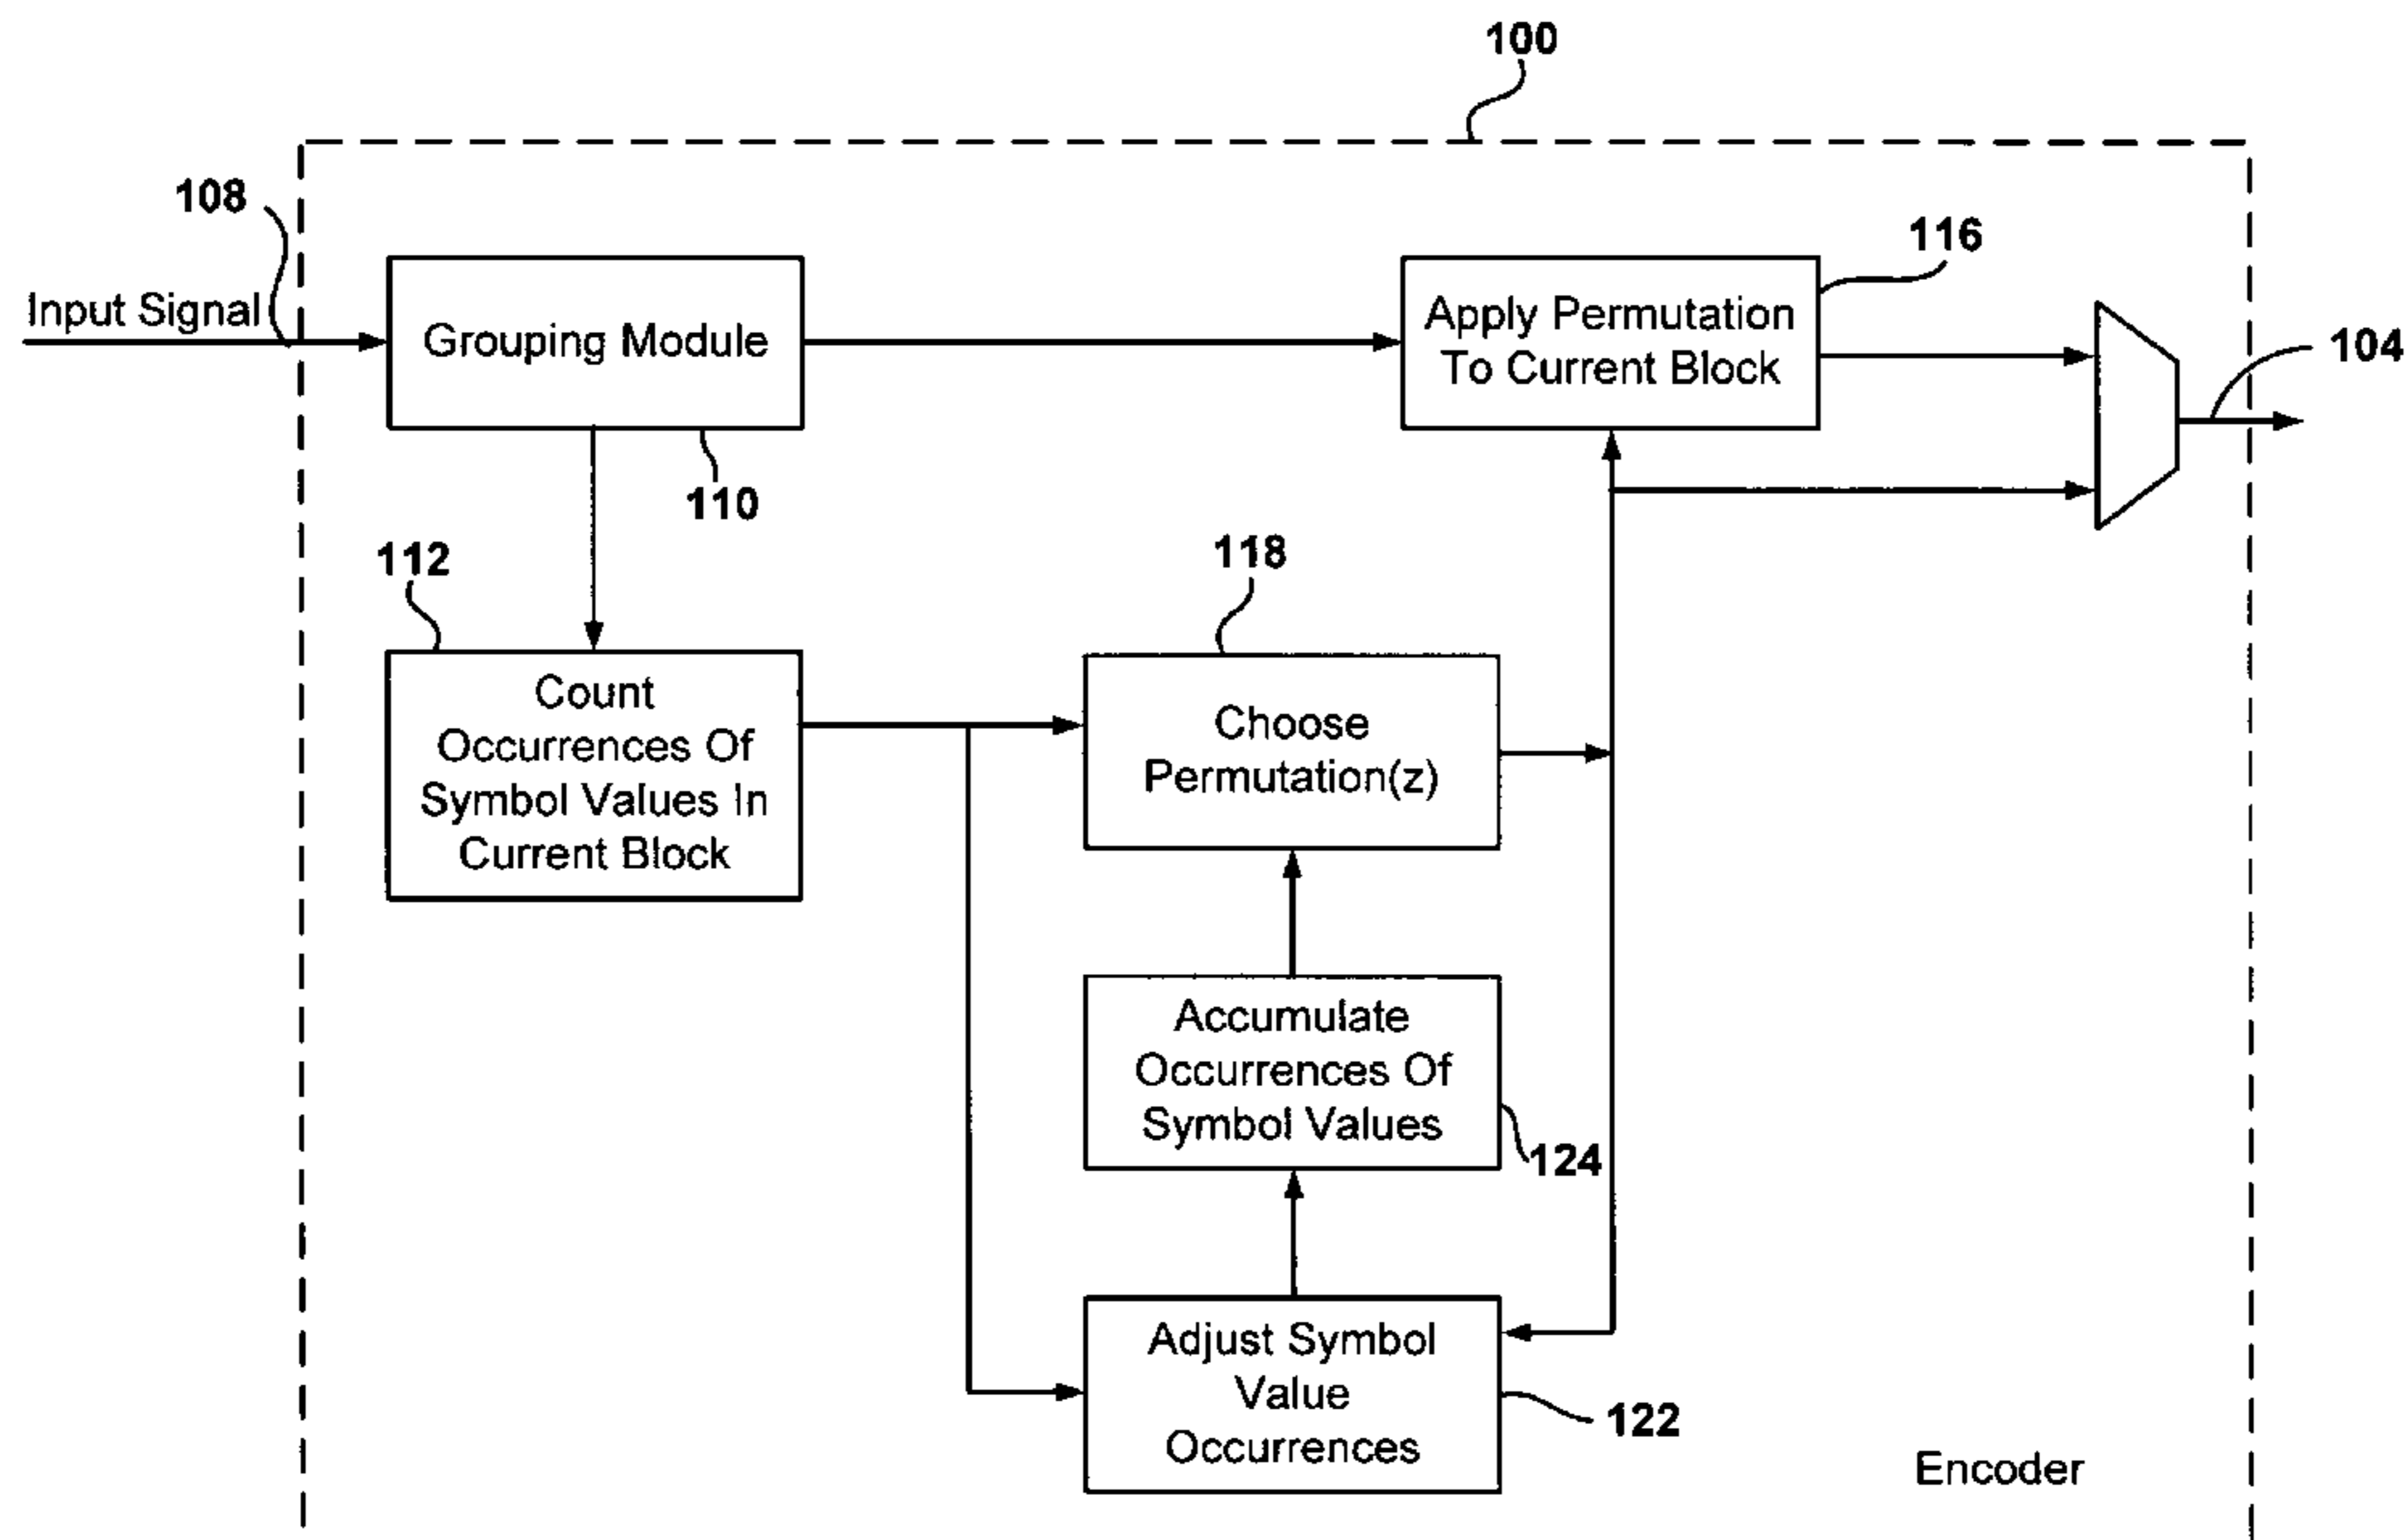 100
108
116
Input Signal
Grouping Module
Apply Permutation
To Current Block
104
110
112
118
Count
Occurrences Of
Symbol Values In
Current Block
Choose
Permutation(z)
Accumulate
Occurrences Of
Symbol Values
124
Adjust Symbol
Value
Occurrences
122
Encoder